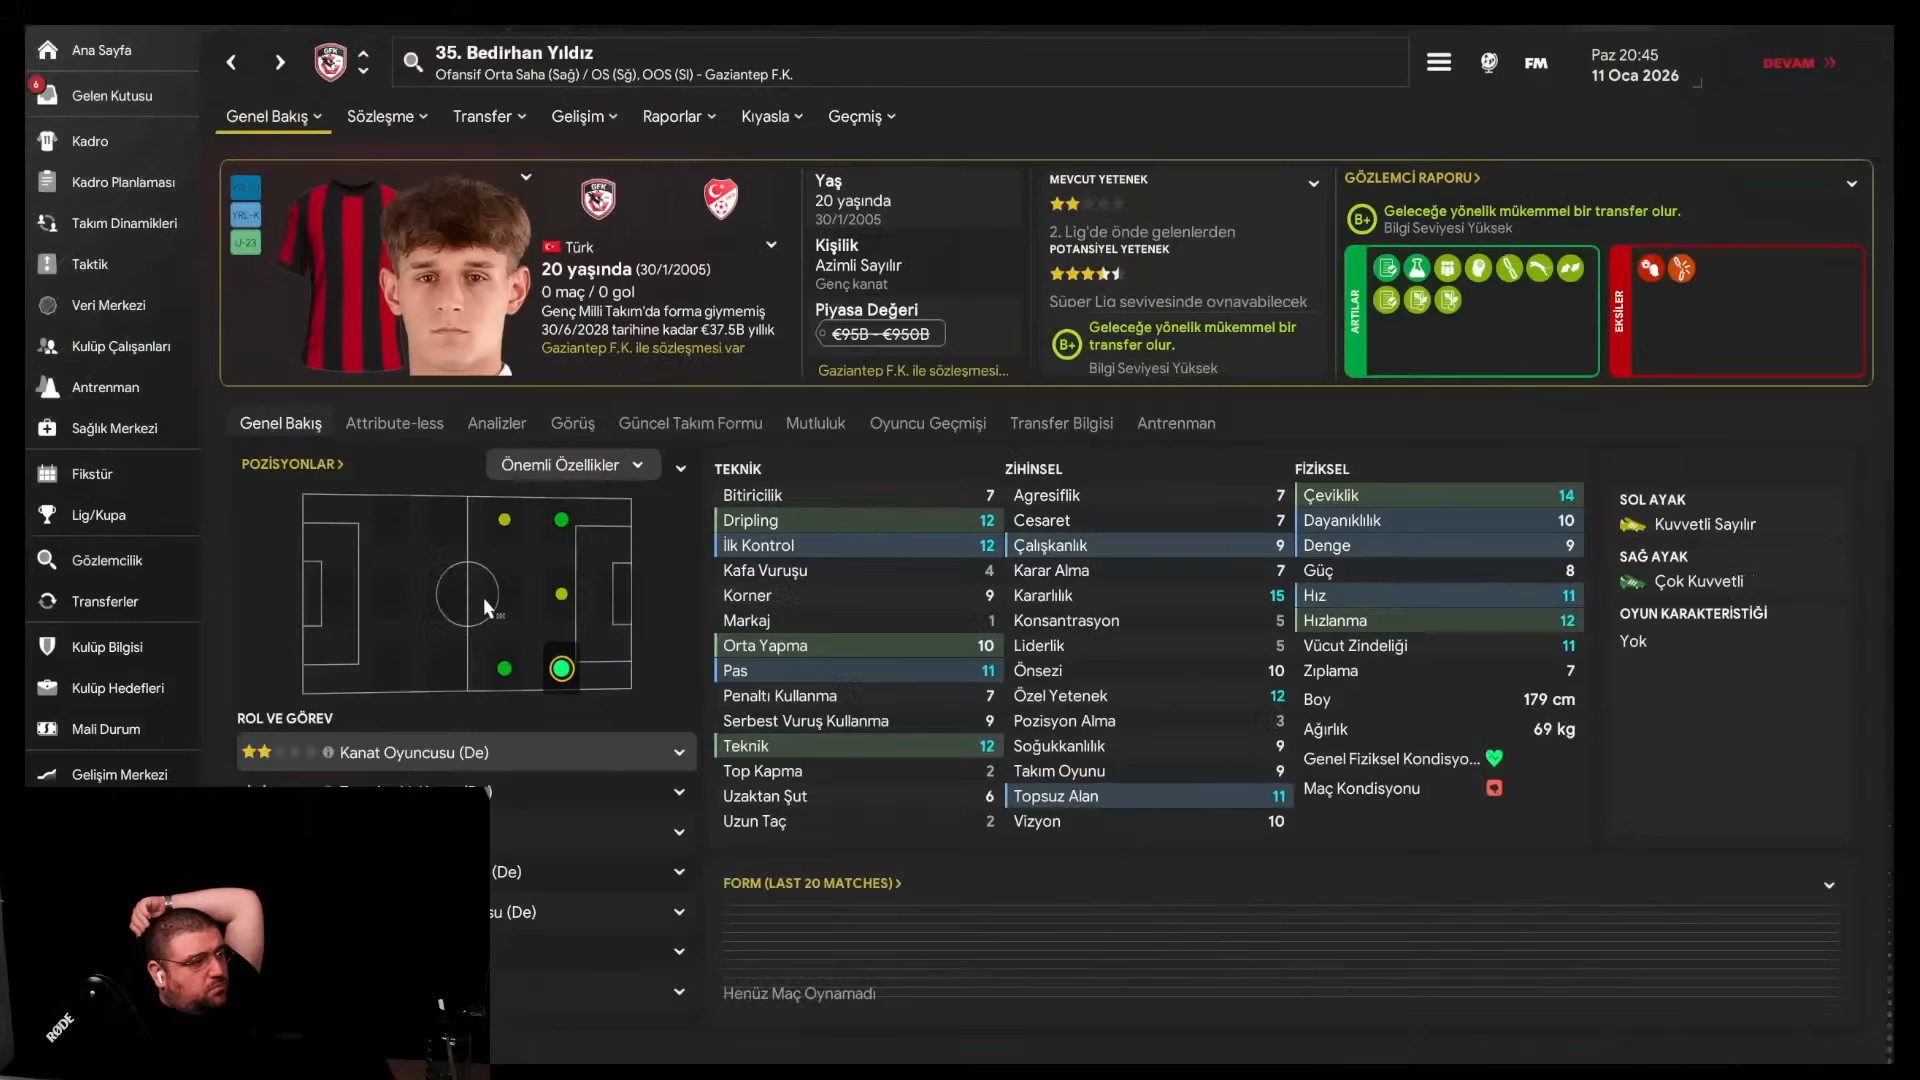 Ana Sayfa
6
Gelen Kutusu
Kadro
Kadro Planlaması
Takım Dinamikleri
Taktik
Veri Merkezi
Kulüp Çalışanları
Antrenman
Sağlık Merkezi
Fikstür
Lig/Kupa
Gözlemcilik
Transferler
Kulüp Bilgisi
Kulüp Hedefleri
Mali Durum
Gelişim Merkezi
GFK
35. Bedirhan Yıldız
Ofansif Orta Saha (Sağ) / OS (Sğ), OOS (Sl) - Gaziantep F.K.
FM
Paz 20:45
11 Oca 2026
DEVAM
Genel Bakış
Sözleşme
Transfer
Gelişim
Raporlar
Kıyasla
Geçmiş
YRL-K
U-23
GFK
Türk
20 yaşında (30/1/2005)
0 maç / 0 gol
Genç Milli Takım'da forma giymemiş
30/6/2028 tarihine kadar €37.5B yıllık
Gaziantep F.K. ile sözleşmesi var
Yaş
20 yaşında
30/1/2005
Kişilik
Azimli Sayılır
Genç kanat
Piyasa Değeri
€95B - €950B
Gaziantep F.K. ile sözleşmesi...
MEVCUT YETENEK
2. Lig'de önde gelenlerden
POTANSİYEL YETENEK
Süper Lig seviyesinde oynayabilecek
B+
Geleceğe yönelik mükemmel bir
transfer olur.
Bilgi Seviyesi Yüksek
GÖZLEMCİ RAPORU
B+
Geleceğe yönelik mükemmel bir transfer olur.
Bilgi Seviyesi Yüksek
ARTILAR
EKSİLER
Genel Bakış
Attribute-less
Analizler
Görüş
Güncel Takım Formu
Mutluluk
Oyuncu Geçmişi
Transfer Bilgisi
Antrenman
POZİSYONLAR
Önemli Özellikler
ROL VE GÖREV
Kanat Oyuncusu (De)
(De)
su (De)
TEKNİK
Bitiricilik 7
Dripling 12
İlk Kontrol 12
Kafa Vuruşu 4
Korner 9
Markaj 1
Orta Yapma 10
Pas 11
Penaltı Kullanma 7
Serbest Vuruş Kullanma 9
Teknik 12
Top Kapma 2
Uzaktan Şut 6
Uzun Taç 2
ZİHİNSEL
Agresiflik 7
Cesaret 7
Çalışkanlık 9
Karar Alma 7
Kararlılık 15
Konsantrasyon 5
Liderlik 5
Önsezi 10
Özel Yetenek 12
Pozisyon Alma 3
Soğukkanlılık 9
Takım Oyunu 9
Topsuz Alan 11
Vizyon 10
FİZİKSEL
Çeviklik 14
Dayanıklılık 10
Denge 9
Güç 8
Hız 11
Hızlanma 12
Vücut Zindeliği 11
Zıplama 7
Boy 179 cm
Ağırlık 69 kg
Genel Fiziksel Kondisyo...
Maç Kondisyonu
SOL AYAK
Kuvvetli Sayılır
SAĞ AYAK
Çok Kuvvetli
OYUN KARAKTERİSTİĞİ
Yok
FORM (LAST 20 MATCHES)
Henüz Maç Oynamadı
RØDE